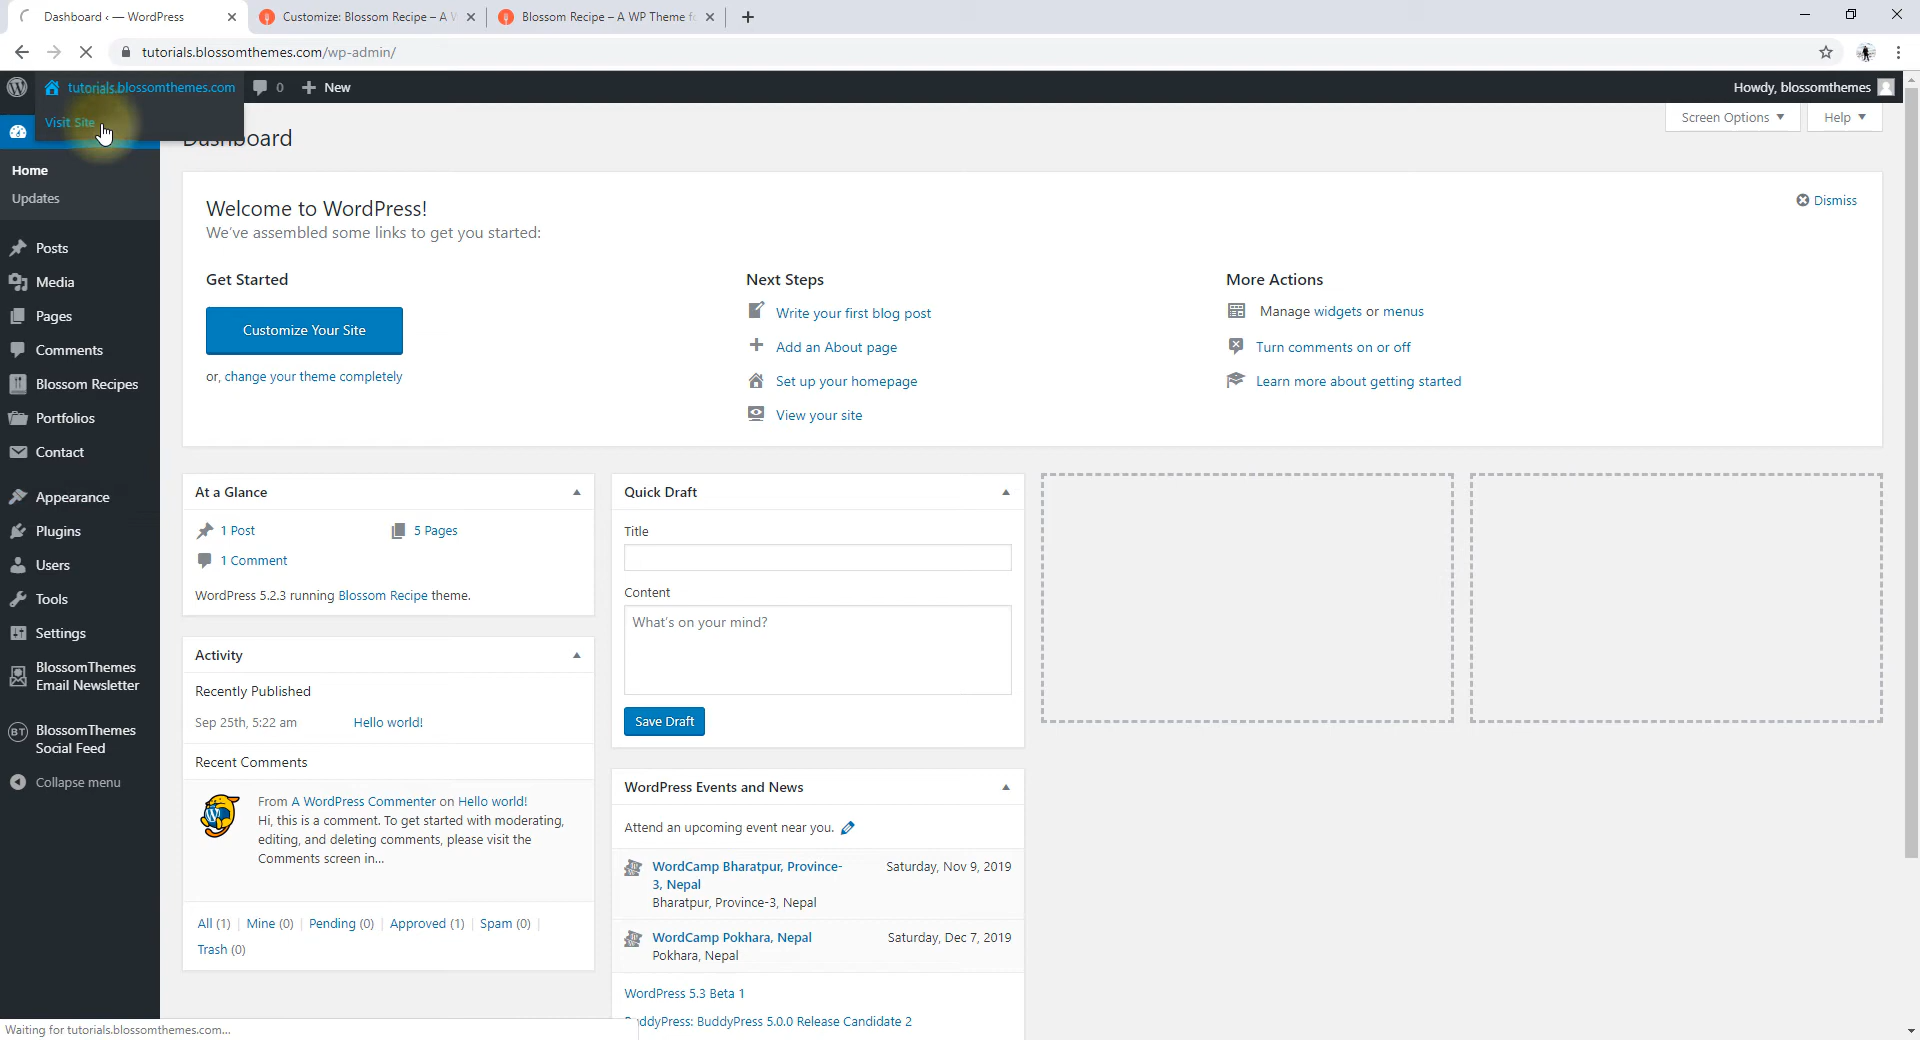 Dashboard ‹ — WordPress
Customize: Blossom Recipe – A W
Blossom Recipe – A WP Theme f
tutorials.blossomthemes.com/wp-admin/
tutorials.blossomthemes.com
0
New
Howdy, blossomthemes
Visit Site
Dashboard
Screen Options
Help
Home
Updates
Posts
Media
Pages
Comments
Blossom Recipes
Portfolios
Contact
Appearance
Plugins
Users
Tools
Settings
BlossomThemes
Email Newsletter
BT
BlossomThemes
Social Feed
Collapse menu
Welcome to WordPress!
We've assembled some links to get you started:
Dismiss
Get Started
Customize Your Site
or, change your theme completely
Next Steps
Write your first blog post
Add an About page
Set up your homepage
View your site
More Actions
Manage widgets or menus
Turn comments on or off
Learn more about getting started
At a Glance
1 Post
5 Pages
1 Comment
WordPress 5.2.3 running Blossom Recipe theme.
Activity
Recently Published
Sep 25th, 5:22 am
Hello world!
Recent Comments
From A WordPress Commenter on Hello world!
Hi, this is a comment. To get started with moderating,
editing, and deleting comments, please visit the
Comments screen in...
All (1) | Mine (0) | Pending (0) | Approved (1) | Spam (0) |
Trash (0)
Quick Draft
Title
Content
What's on your mind?
Save Draft
WordPress Events and News
Attend an upcoming event near you.
WordCamp Bharatpur, Province-
3, Nepal
Bharatpur, Province-3, Nepal
Saturday, Nov 9, 2019
WordCamp Pokhara, Nepal
Pokhara, Nepal
Saturday, Dec 7, 2019
WordPress 5.3 Beta 1
ddyPress: BuddyPress 5.0.0 Release Candidate 2
Waiting for tutorials.blossomthemes.com...